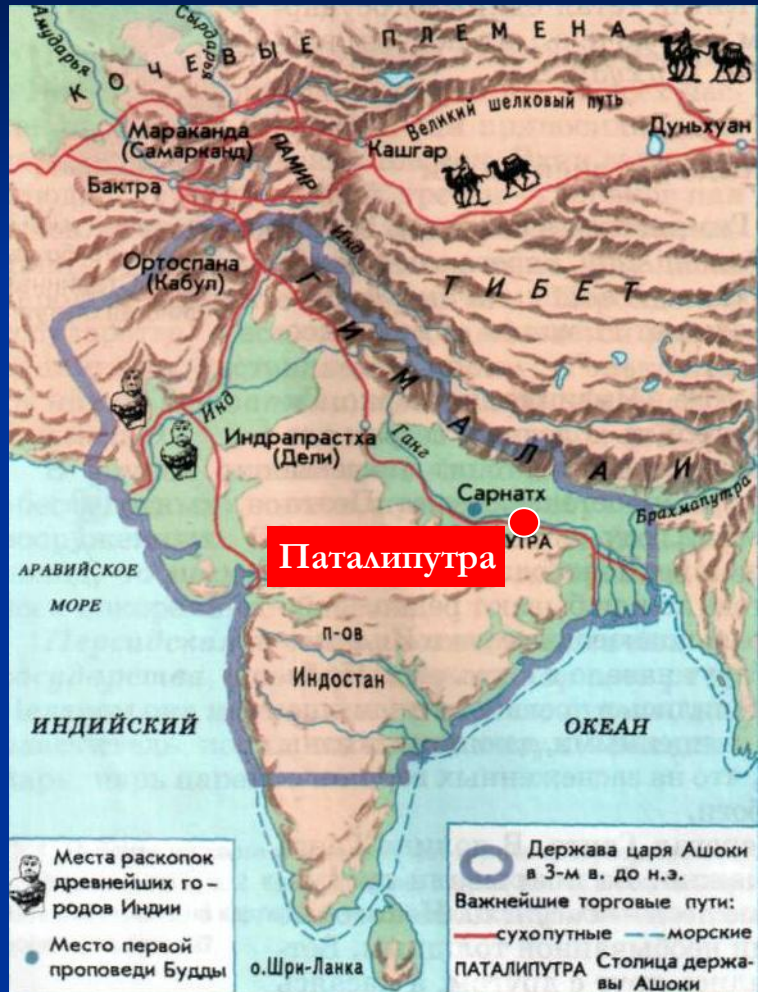 Амударья
Сырдарья
КОЧЕВЫЕ ПЛЕМЕНА
Великий шелковый путь
Мараканда
(Самарканд)
ПАМИР
Кашгар
Дуньхуан
Бактра
Ортоспана
(Кабул)
Инд
ТИБЕТ
ГИМАЛАИ
Инд
Индрапрастха
(Дели)
Ганг
Сарнатх
Брахмапутра
Паталипутра
УТРА
АРАВИЙСКОЕ
МОРЕ
п-ов
Индостан
ИНДИЙСКИЙ
ОКЕАН
Места раскопок
древнейших го-
родов Индии
Место первой
проповеди Будды
о.Шри-Ланка
Держава царя Ашоки
в 3-м в. до н.э.
Важнейшие торговые пути:
сухопутные
морские
ПАТАЛИПУТРА
Столица держа-
вы Ашоки